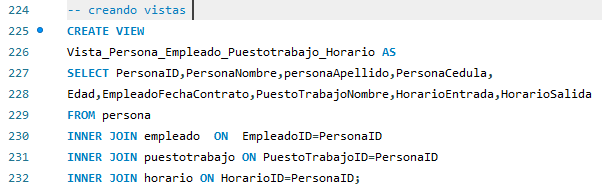 224 -- creando vistas
225 CREATE VIEW
226 Vista_Persona_Empleado_Puestotrabajo_Horario AS
227 SELECT PersonaID,PersonaNombre,personaApellido,PersonaCedula,
228 Edad,EmpleadoFechaContrato,PuestoTrabajoNombre,HorarioEntrada,HorarioSalida
229 FROM persona
230 INNER JOIN empleado  ON  EmpleadoID=PersonaID
231 INNER JOIN puestotrabajo ON PuestoTrabajoID=PersonaID
232 INNER JOIN horario ON HorarioID=PersonaID;